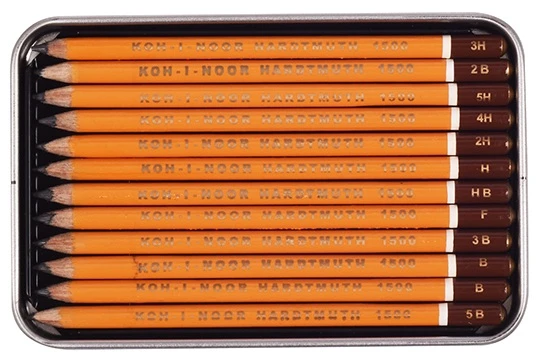 KOH-I-NOOR HARDTMUTH 1500 3H
KOH-I-NOOR HARDTMUTH 1500 2B
KOH-I-NOOR HARDTMUTH 1500 5H
KOH-I-NOOR HARDTMUTH 1500 4H
KOH-I-NOOR HARDTMUTH 1500 2H
KOH-I-NOOR HARDTMUTH 1500 H
KOH-I-NOOR HARDTMUTH 1500 HB
KOH-I-NOOR HARDTMUTH 1500 F
KOH-I-NOOR HARDTMUTH 1500 3B
KOH-I-NOOR HARDTMUTH 1500 B
KOH-I-NOOR HARDTMUTH 1500 B
KOH-I-NOOR HARDTMUTH 1500 5B